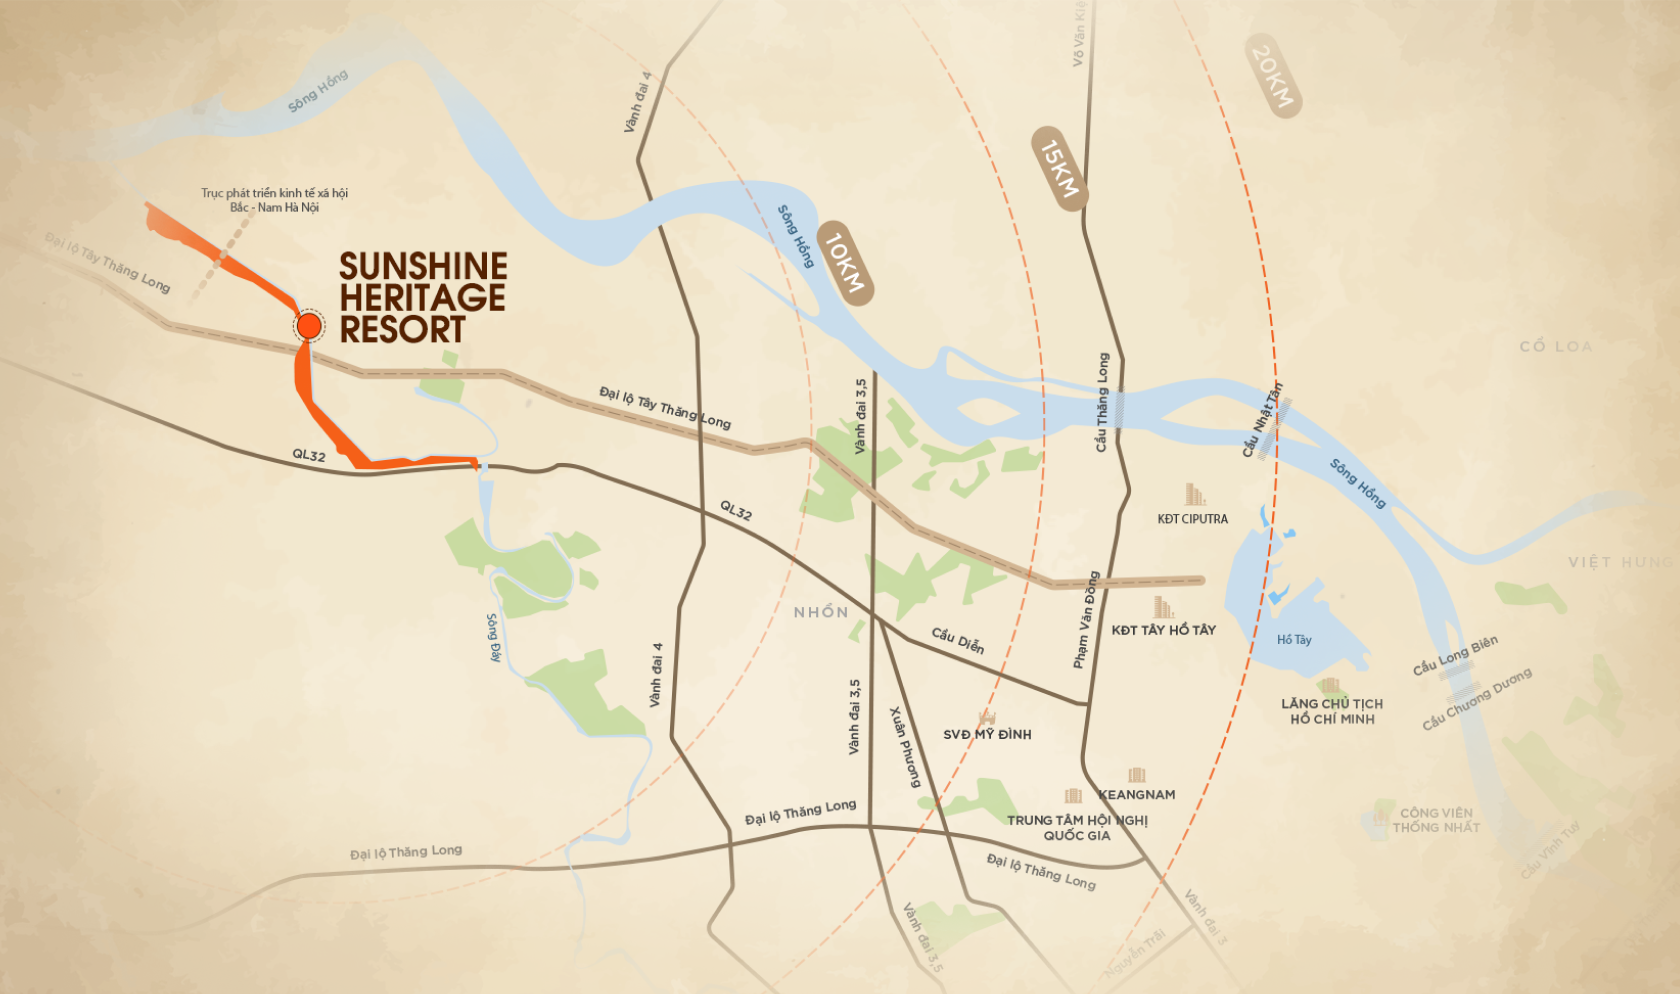 Võ Văn Kiệ
20KM
Sông Hồng
Vành đai 4
15KM
Trục phát triển kinh tế xã hội
Bắc - Nam Hà Nội
Đại lộ Tây Thăng Long
SUNSHINE
HERITAGE
RESORT
Sông Hồng
10KM
CỔ LOA
Đại lộ Tây Thăng Long
Vành đai 3,5
Cầu Thăng Long
Cầu Nhật Tân
QL32
Sông Hồng
QL32
KĐT CIPUTRA
VIỆT HƯNG
NHỔN
Sông Đáy
Cầu Diễn
Phạm Văn Đồng
KĐT TÂY HỒ TÂY
Hồ Tây
Cầu Long Biên
Cầu Chương Dương
Vành đai 4
Vành đai 3,5
Xuân Phương
SVĐ MỸ ĐÌNH
LĂNG CHỦ TỊCH
HỒ CHÍ MINH
KEANGNAM
TRUNG TÂM HỘI NGHỊ
QUỐC GIA
CÔNG VIÊN
THỐNG NHẤT
Cầu Vĩnh Tuy
Đại lộ Thăng Long
Đại lộ Thăng Long
Đại lộ Thăng Long
Vành đai 3,5
Vành đai 3
Nguyễn Trãi